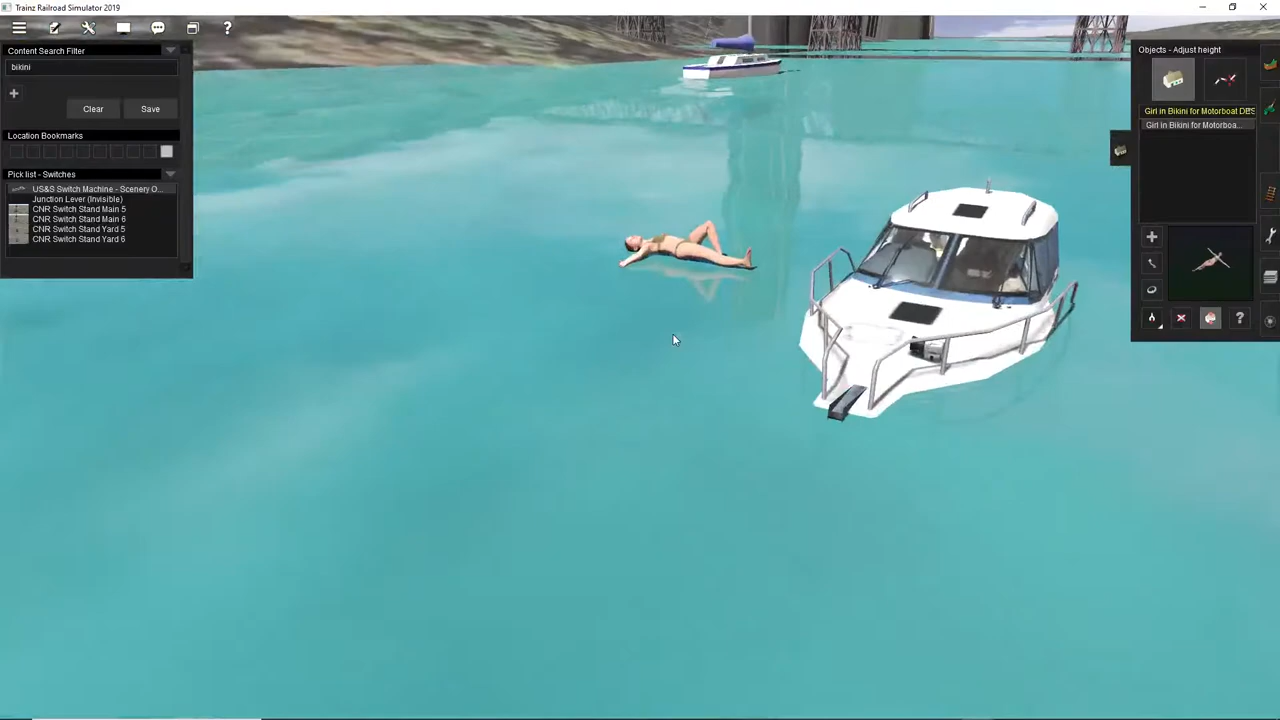 Trainz Railroad Simulator 2019
Content Search Filter
bikini
Clear
Save
Location Bookmarks
Pick list - Switches
US&S Switch Machine - Scenery O...
Junction Lever (Invisible)
CNR Switch Stand Main 5
CNR Switch Stand Main 6
CNR Switch Stand Yard 5
CNR Switch Stand Yard 6
Objects - Adjust height
Girl in Bikini for Motorboat DES
Girl in Bikini for Motorboa...